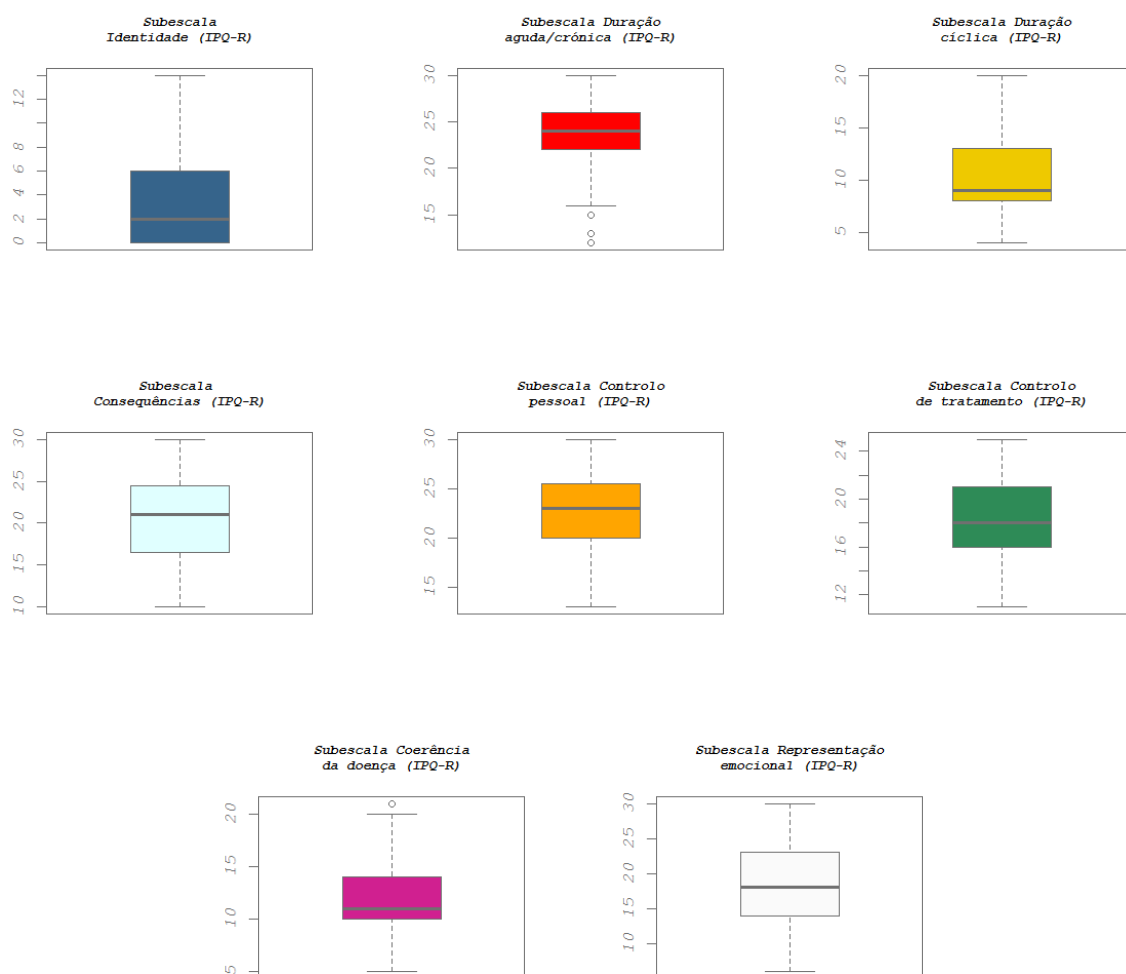 Subescala
Identidade (IPQ-R)
0 2 4 6 8 12
Subescala Duração
aguda/crónica (IPQ-R)
15 20 25 30
Subescala Duração
cíclica (IPQ-R)
5 10 15 20
Subescala
Consequências (IPQ-R)
10 15 20 25 30
Subescala Controlo
pessoal (IPQ-R)
15 20 25 30
Subescala Controlo
de tratamento (IPQ-R)
12 16 20 24
Subescala Coerência
da doença (IPQ-R)
5 10 15 20
Subescala Representação
emocional (IPQ-R)
10 15 20 25 30